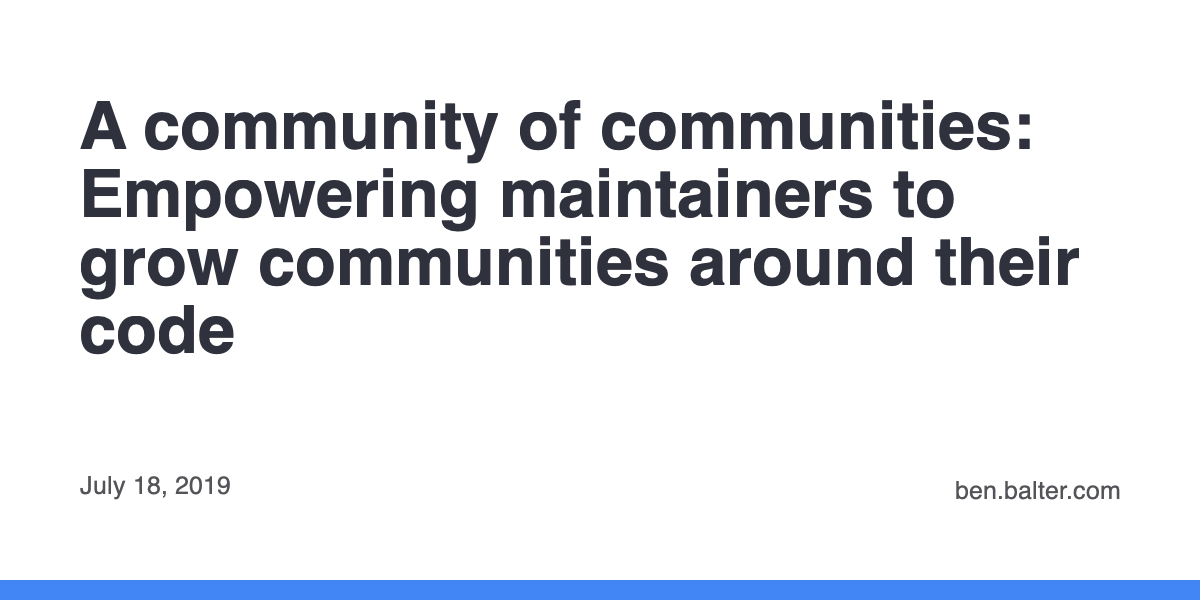 A community of communities:
Empowering maintainers to
grow communities around their
code
July 18, 2019
ben.balter.com